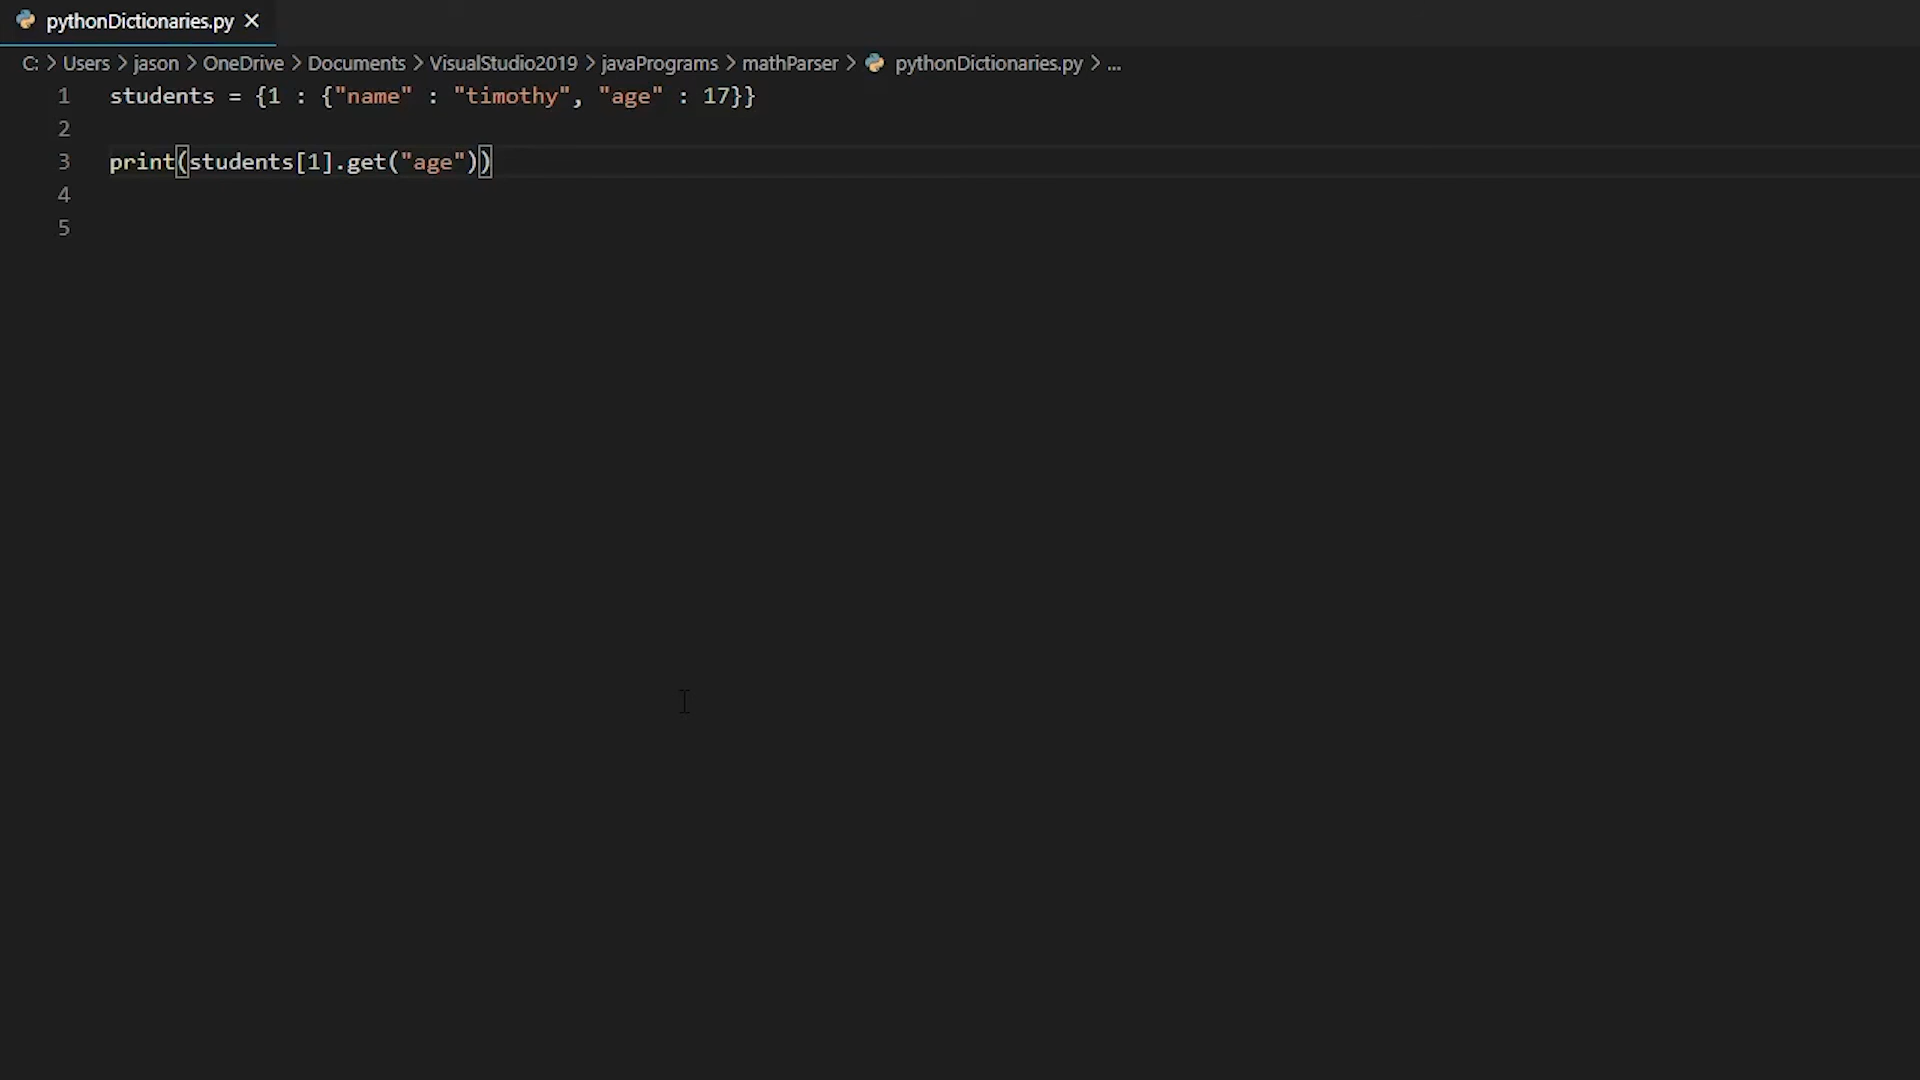 pythonDictionaries.py
C: > Users > jason > OneDrive > Documents > VisualStudio2019 > javaPrograms > mathParser > pythonDictionaries.py > ...
1 students = {1 : {"name" : "timothy", "age" : 17}}
2
3 print(students[1].get("age"))
4
5